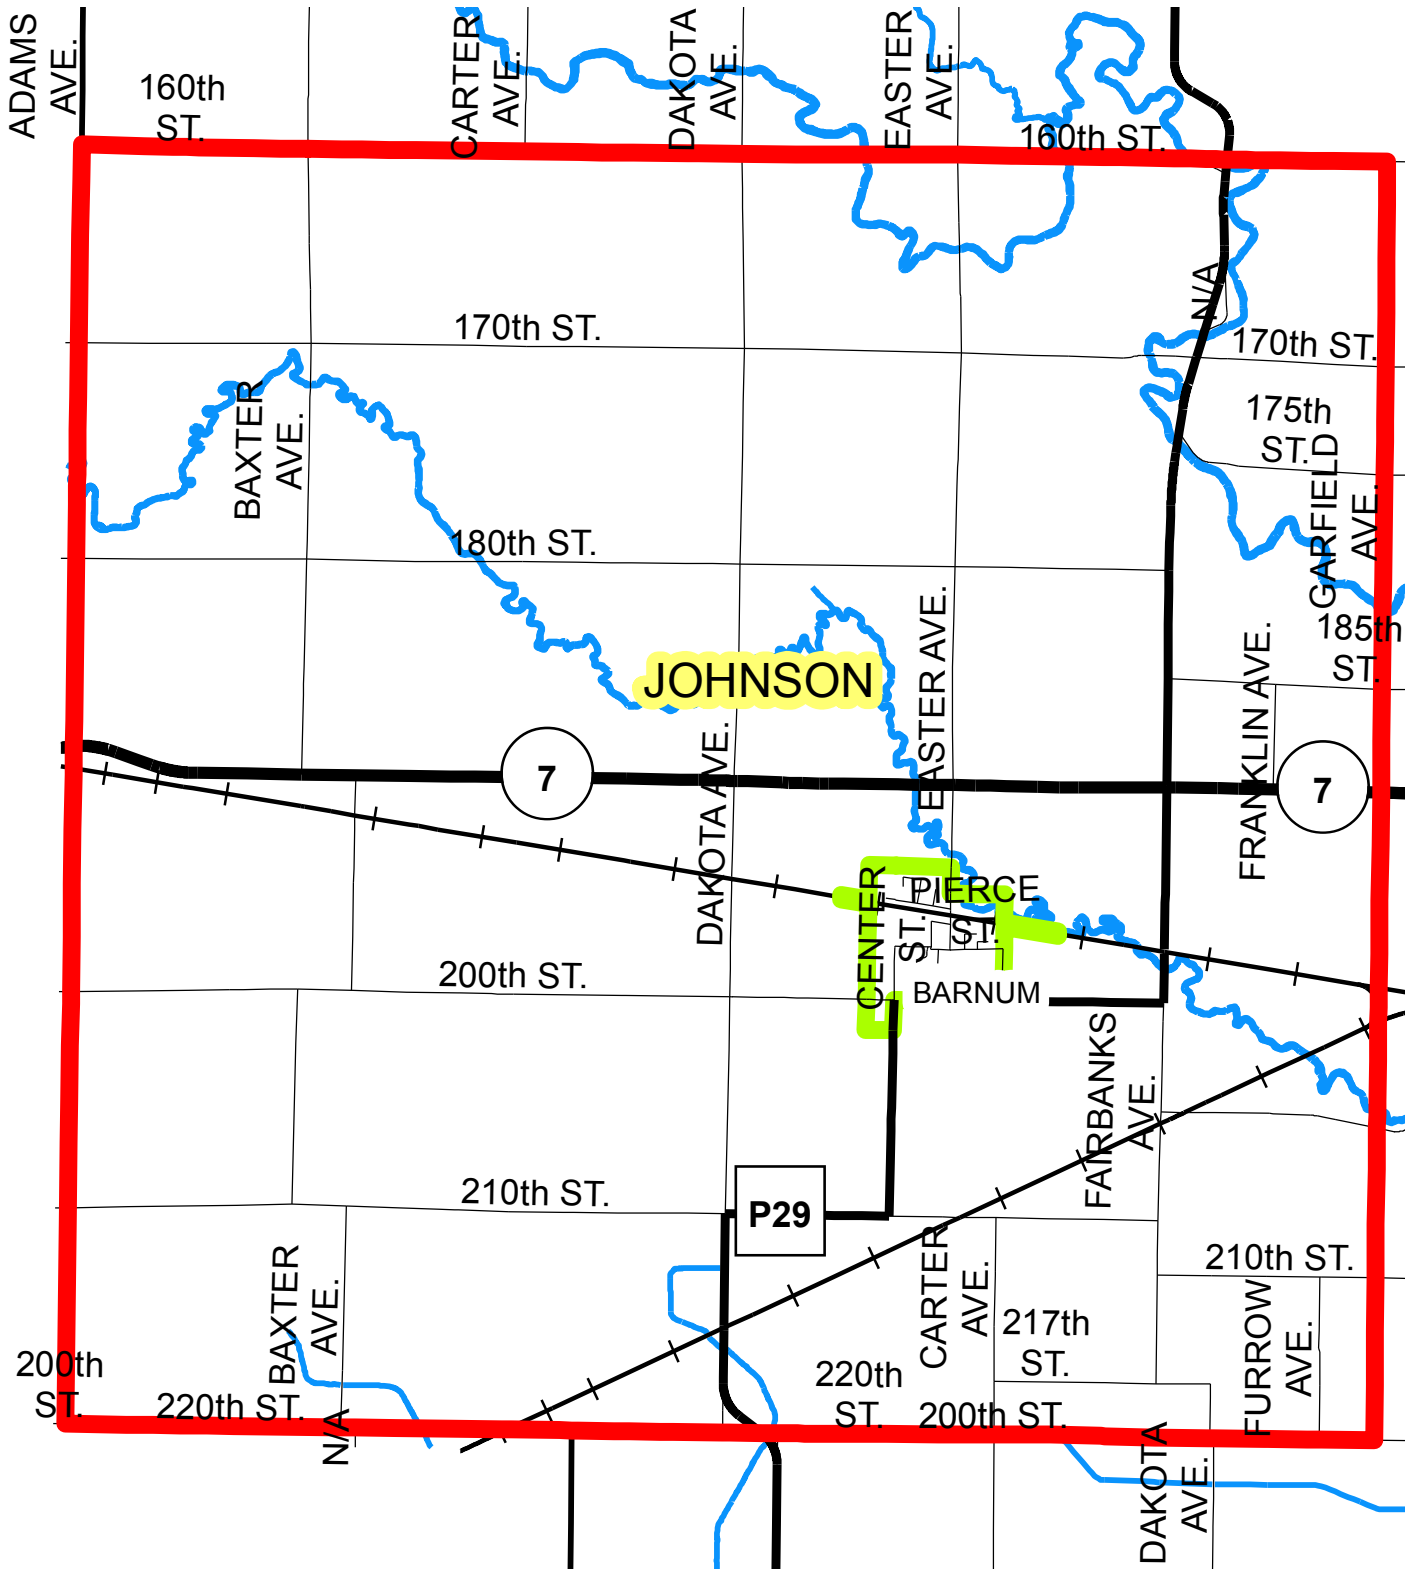 ADAMS
AVE.
CARTER
AVE.
DAKOTA
AVE.
EASTER
AVE.
160th
ST.
160th ST.
N/A
170th ST.
170th ST.
BAXTER
AVE.
175th
ST.
GARFIELD
AVE.
180th ST.
185th
ST.
JOHNSON
EASTER AVE.
FRANKLIN AVE.
DAKOTA AVE.
7
7
CENTER
ST.
PIERCE
ST.
200th ST.
BARNUM
FAIRBANKS
AVE.
210th ST.
P29
CARTER
AVE.
210th ST.
BAXTER
AVE.
217th
ST.
FURROW
AVE.
200th
ST.
220th ST.
N/A
220th
ST.
200th ST.
DAKOTA
AVE.